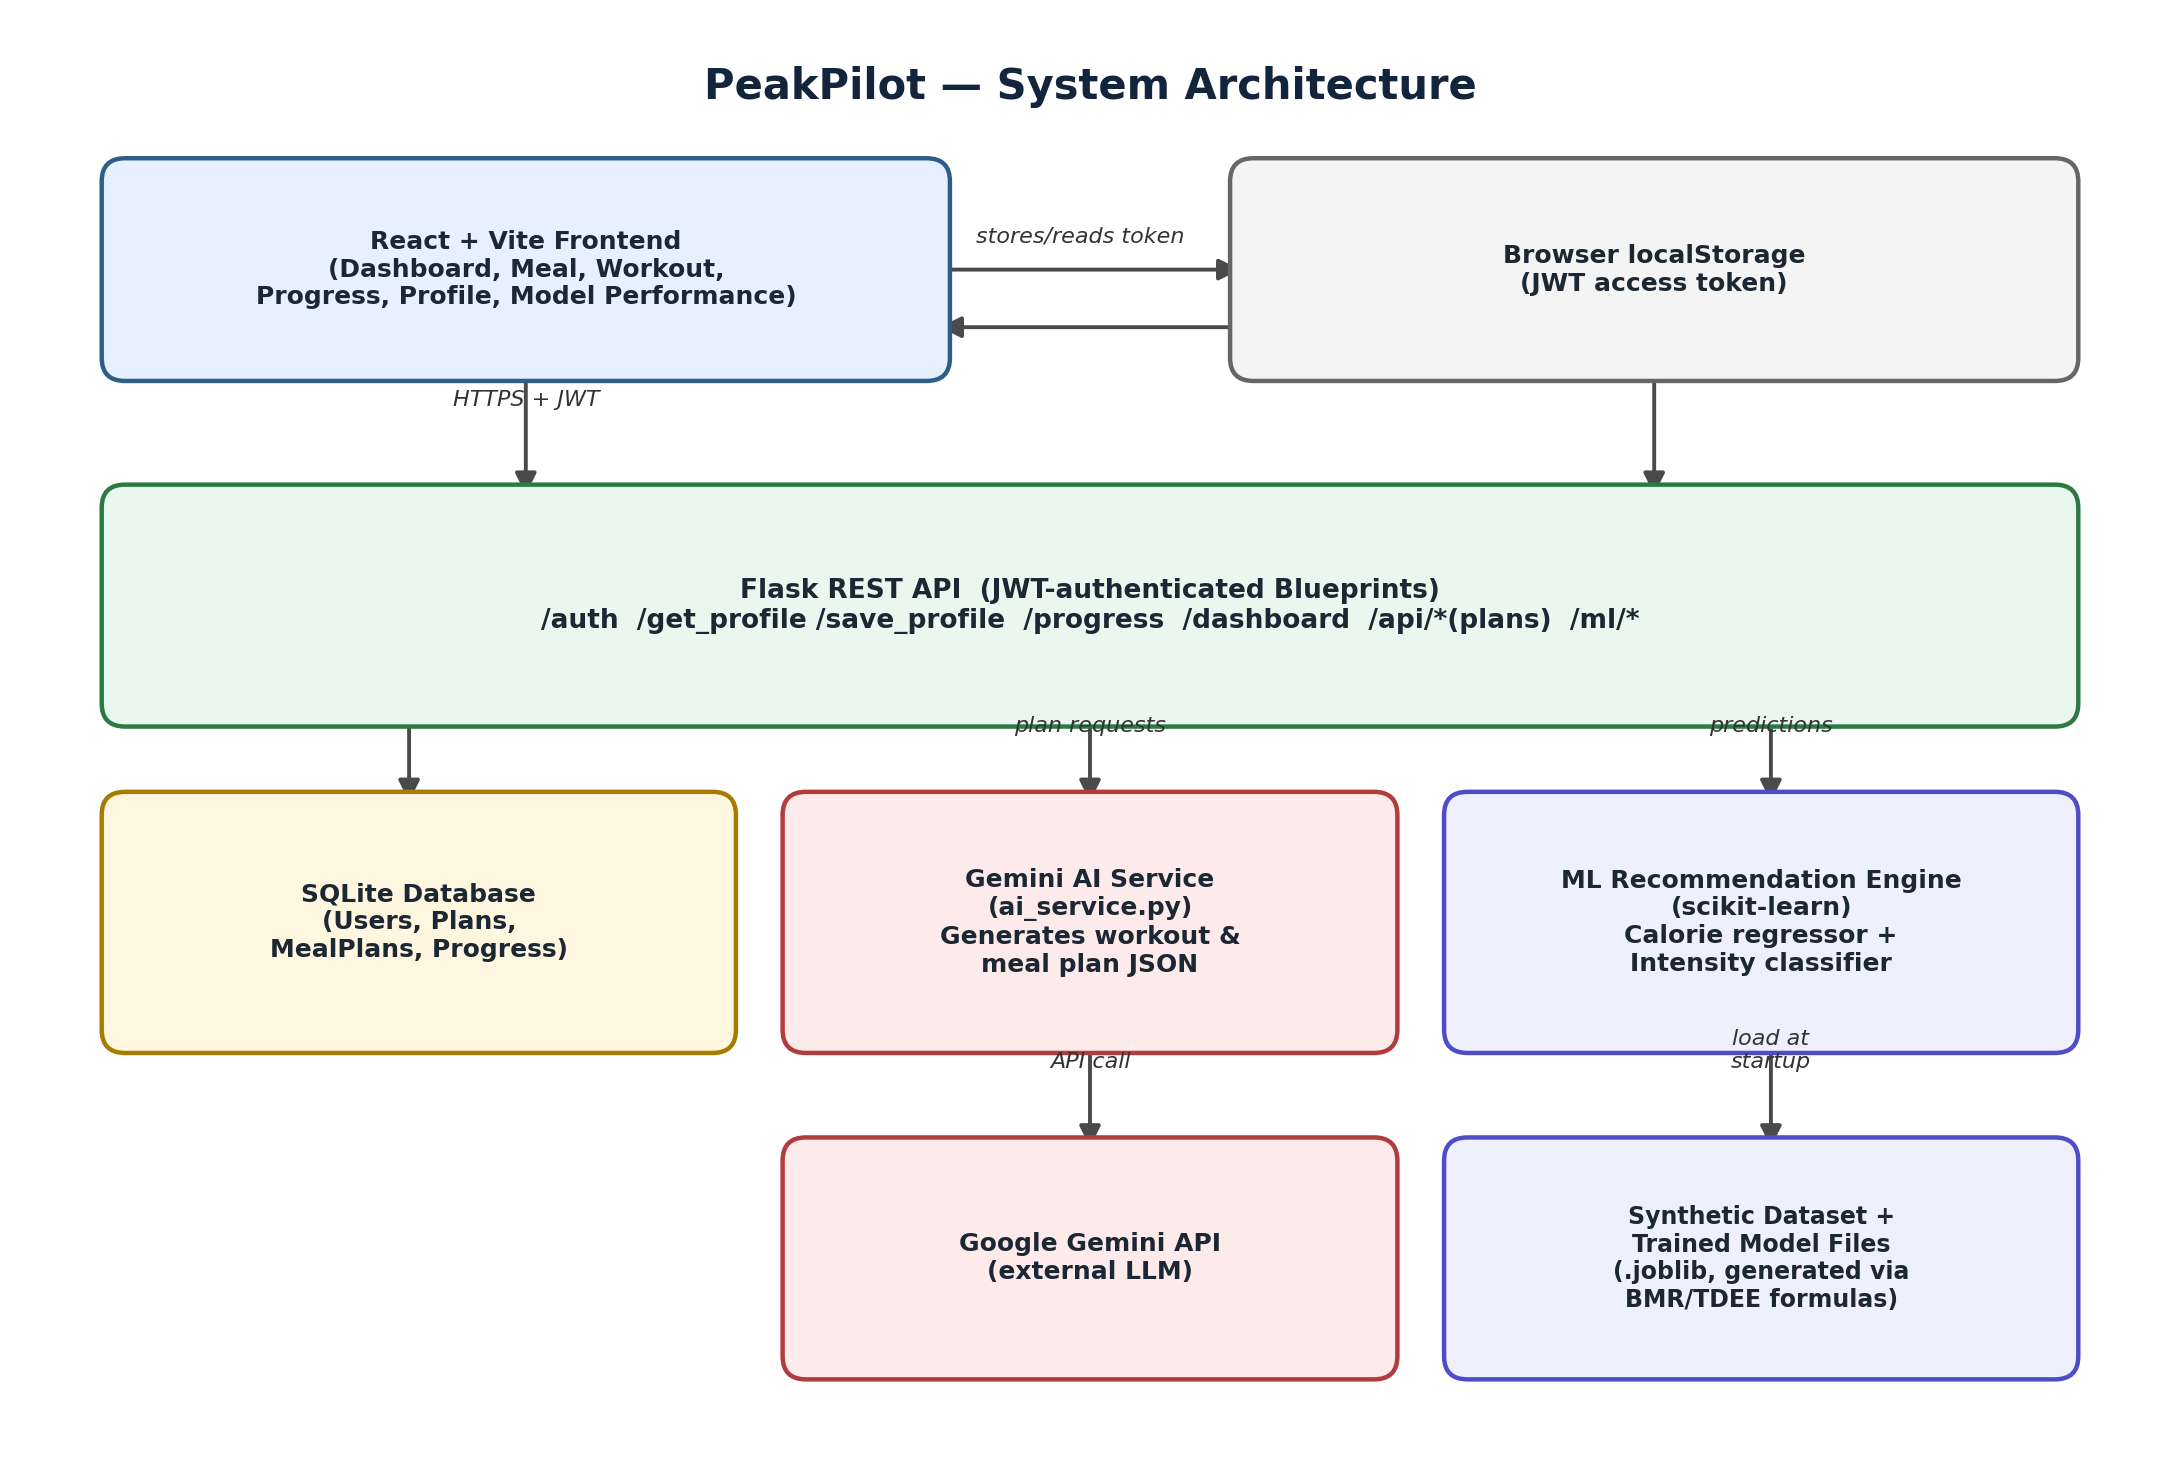 PeakPilot — System Architecture
React + Vite Frontend
(Dashboard, Meal, Workout,
Progress, Profile, Model Performance)
stores/reads token
Browser localStorage
(JWT access token)
HTTPS + JWT
Flask REST API  (JWT-authenticated Blueprints)
/auth  /get_profile /save_profile  /progress  /dashboard  /api/*(plans)  /ml/*
plan requests
predictions
SQLite Database
(Users, Plans,
MealPlans, Progress)
Gemini AI Service
(ai_service.py)
Generates workout &
meal plan JSON
ML Recommendation Engine
(scikit-learn)
Calorie regressor +
Intensity classifier
API call
load at
startup
Google Gemini API
(external LLM)
Synthetic Dataset +
Trained Model Files
(.joblib, generated via
BMR/TDEE formulas)